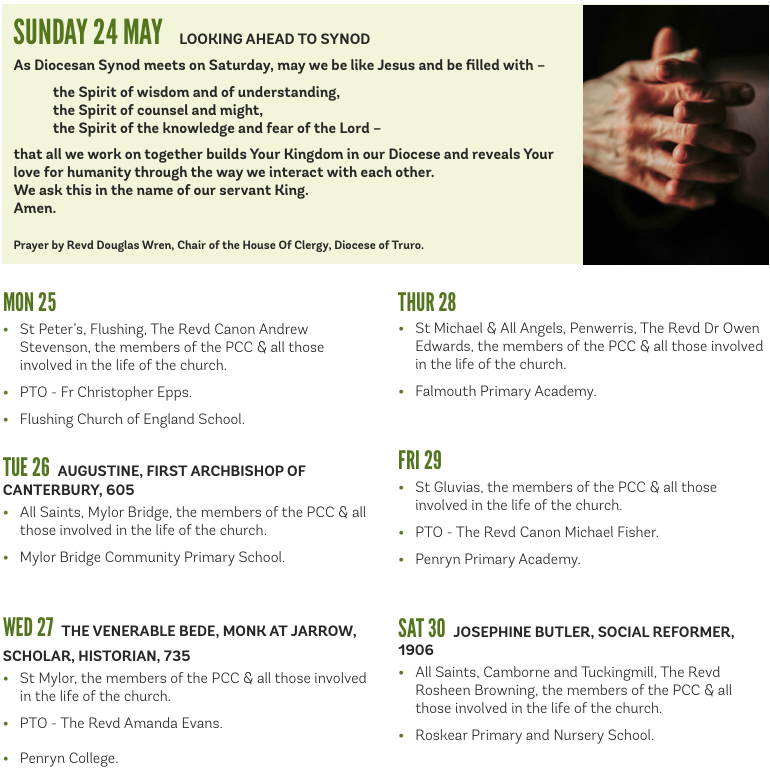 SUNDAY 24 MAY LOOKING AHEAD TO SYNOD
As Diocesan Synod meets on Saturday, may we be like Jesus and be filled with –
the Spirit of wisdom and of understanding,
the Spirit of counsel and might,
the Spirit of the knowledge and fear of the Lord –
that all we work on together builds Your Kingdom in our Diocese and reveals Your
love for humanity through the way we interact with each other.
We ask this in the name of our servant King.
Amen.
Prayer by Revd Douglas Wren, Chair of the House Of Clergy, Diocese of Truro.
MON 25
• St Peter's, Flushing, The Revd Canon Andrew
Stevenson, the members of the PCC & all those
involved in the life of the church.
• PTO - Fr Christopher Epps.
• Flushing Church of England School.
TUE 26 AUGUSTINE, FIRST ARCHBISHOP OF
CANTERBURY, 605
• All Saints, Mylor Bridge, the members of the PCC & all
those involved in the life of the church.
• Mylor Bridge Community Primary School.
WED 27 THE VENERABLE BEDE, MONK AT JARROW,
SCHOLAR, HISTORIAN, 735
• St Mylor, the members of the PCC & all those involved
in the life of the church.
• PTO - The Revd Amanda Evans.
• Penryn College.
THUR 28
• St Michael & All Angels, Penwerris, The Revd Dr Owen
Edwards, the members of the PCC & all those involved
in the life of the church.
• Falmouth Primary Academy.
FRI 29
• St Gluvias, the members of the PCC & all those
involved in the life of the church.
• PTO - The Revd Canon Michael Fisher.
• Penryn Primary Academy.
SAT 30 JOSEPHINE BUTLER, SOCIAL REFORMER,
1906
• All Saints, Camborne and Tuckingmill, The Revd
Rosheen Browning, the members of the PCC & all
those involved in the life of the church.
• Roskear Primary and Nursery School.